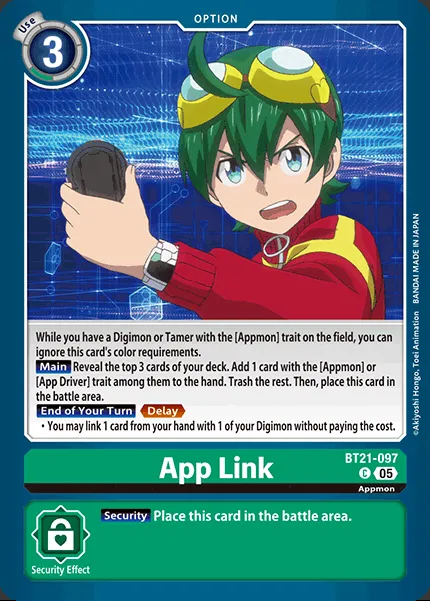 Use
3
OPTION
While you have a Digimon or Tamer with the [Appmon] trait on the field, you can
ignore this card's color requirements.
Main Reveal the top 3 cards of your deck. Add 1 card with the [Appmon] or
[App Driver] trait among them to the hand. Trash the rest. Then, place this card in
the battle area.
End of Your Turn Delay
・You may link 1 card from your hand with 1 of your Digimon without paying the cost.
©Akiyoshi Hongo, Toei Animation BANDAI MADE IN JAPAN
App Link
BT21-097
C 05
Appmon
Security Place this card in the battle area.
Security Effect